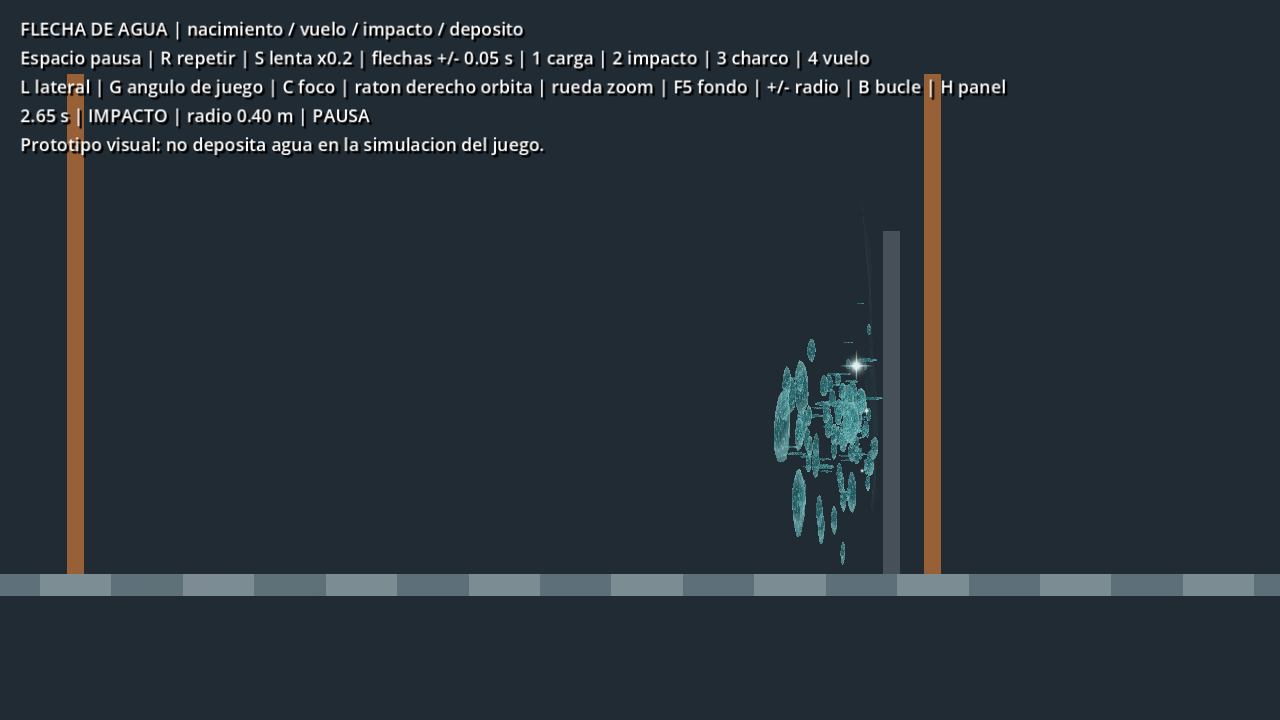 FLECHA DE AGUA | nacimiento / vuelo / impacto / deposito
Espacio pausa | R repetir | S lenta x0.2 | flechas +/- 0.05 s | 1 carga | 2 impacto | 3 charco | 4 vuelo
L lateral | G angulo de juego | C foco | raton derecho orbita | rueda zoom | F5 fondo | +/- radio | B bucle | H panel
2.65 s | IMPACTO | radio 0.40 m | PAUSA
Prototipo visual: no deposita agua en la simulacion del juego.